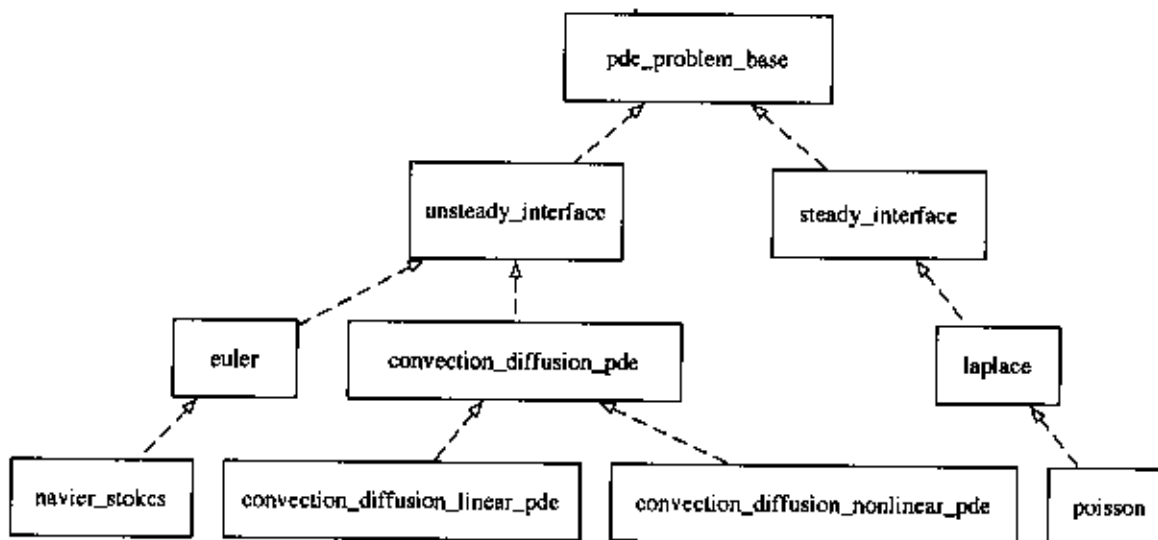 pde_problem_base
unsteady_interface
steady_interface
euler
convection_diffusion_pde
laplace
navier_stokes
convection_diffusion_linear_pde
convection_diffusion_nonlinear_pde
poisson